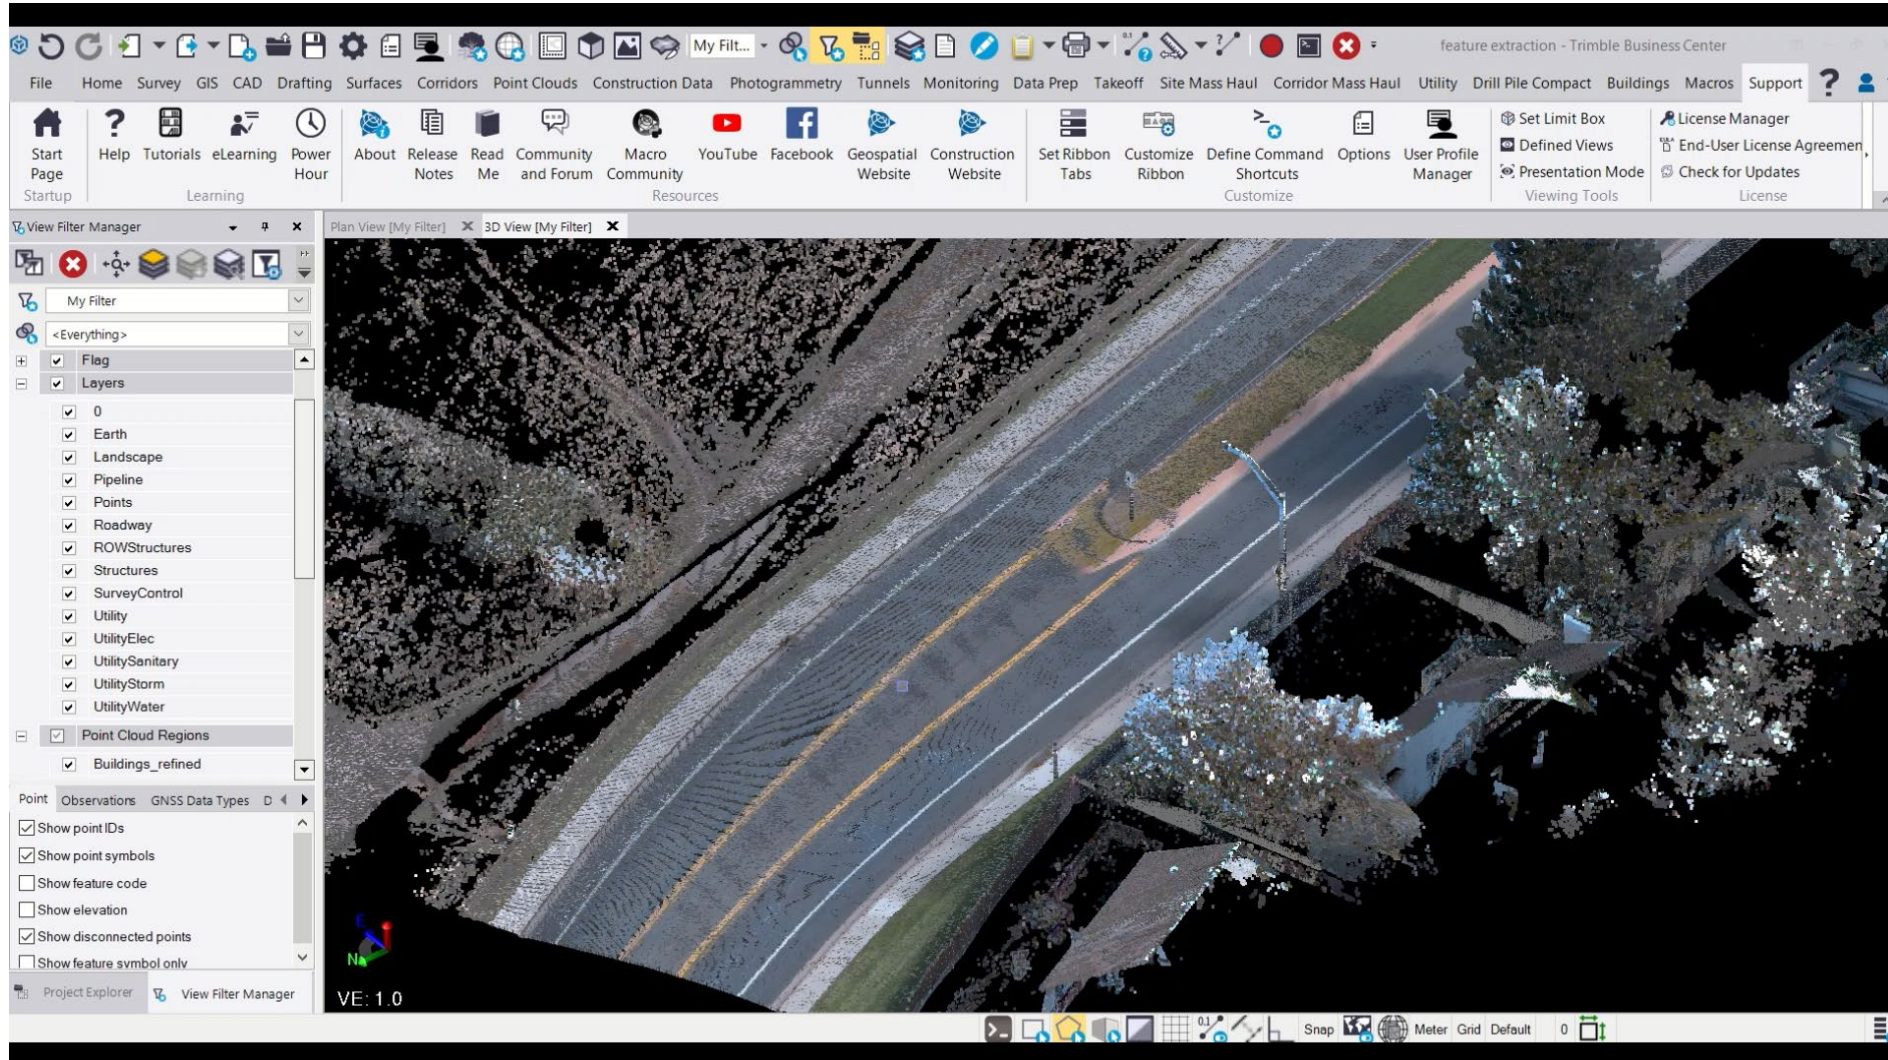 My Filt...
feature extraction - Trimble Business Center
File Home Survey GIS CAD Drafting Surfaces Corridors Point Clouds Construction Data Photogrammetry Tunnels Monitoring Data Prep Takeoff Site Mass Haul Corridor Mass Haul Utility Drill Pile Compact Buildings Macros Support
Start Page
Help
Tutorials
eLearning
Power Hour
About
Release Notes
Read Me
Community and Forum
Macro Community
YouTube
Facebook
Geospatial Website
Construction Website
Set Ribbon Tabs
Customize Ribbon
Define Command Shortcuts
Options
User Profile Manager
Set Limit Box
Defined Views
Presentation Mode
License Manager
End-User License Agreemen
Check for Updates
Startup Learning Resources Customize Viewing Tools License
View Filter Manager
Plan View [My Filter] 3D View [My Filter]
My Filter
<Everything>
Flag
Layers
0
Earth
Landscape
Pipeline
Points
Roadway
ROWStructures
Structures
SurveyControl
Utility
UtilityElec
UtilitySanitary
UtilityStorm
UtilityWater
Point Cloud Regions
Buildings_refined
Point Observations GNSS Data Types D
Show point IDs
Show point symbols
Show feature code
Show elevation
Show disconnected points
Show feature symbol only
Project Explorer View Filter Manager
E
N
VE: 1.0
Snap Meter Grid Default 0